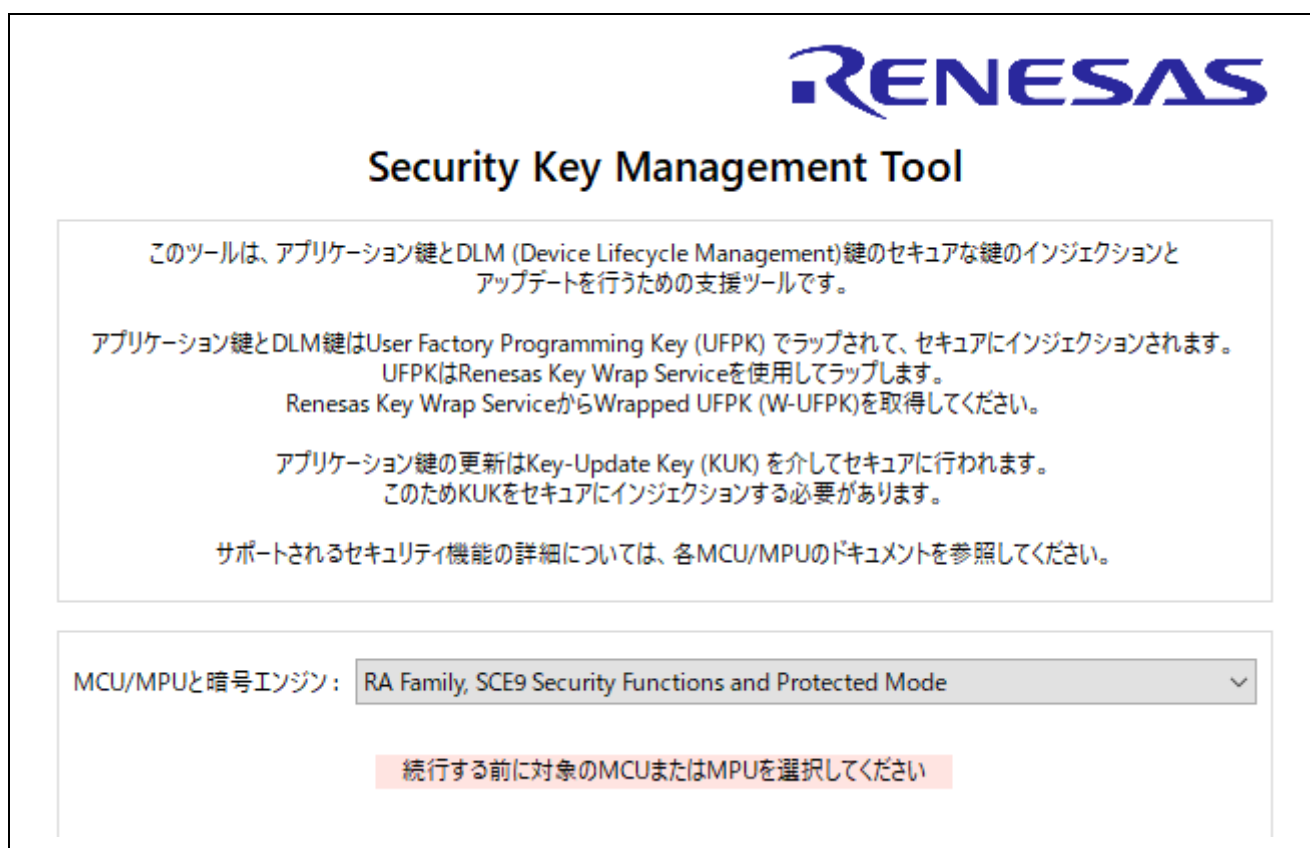 RENESAS
Security Key Management Tool
このツールは、アプリケーション鍵とDLM (Device Lifecycle Management)鍵のセキュアな鍵のインジェクションと
アップデートを行うための支援ツールです。
アプリケーション鍵とDLM鍵はUser Factory Programming Key (UFPK) でラップされて、セキュアにインジェクションされます。
UFPKはRenesas Key Wrap Serviceを使用してラップします。
Renesas Key Wrap ServiceからWrapped UFPK (W-UFPK)を取得してください。
アプリケーション鍵の更新はKey-Update Key (KUK) を介してセキュアに行われます。
このためKUKをセキュアにインジェクションする必要があります。
サポートされるセキュリティ機能の詳細については、各MCU/MPUのドキュメントを参照してください。
MCU/MPUと暗号エンジン : RA Family, SCE9 Security Functions and Protected Mode
続行する前に対象のMCUまたはMPUを選択してください